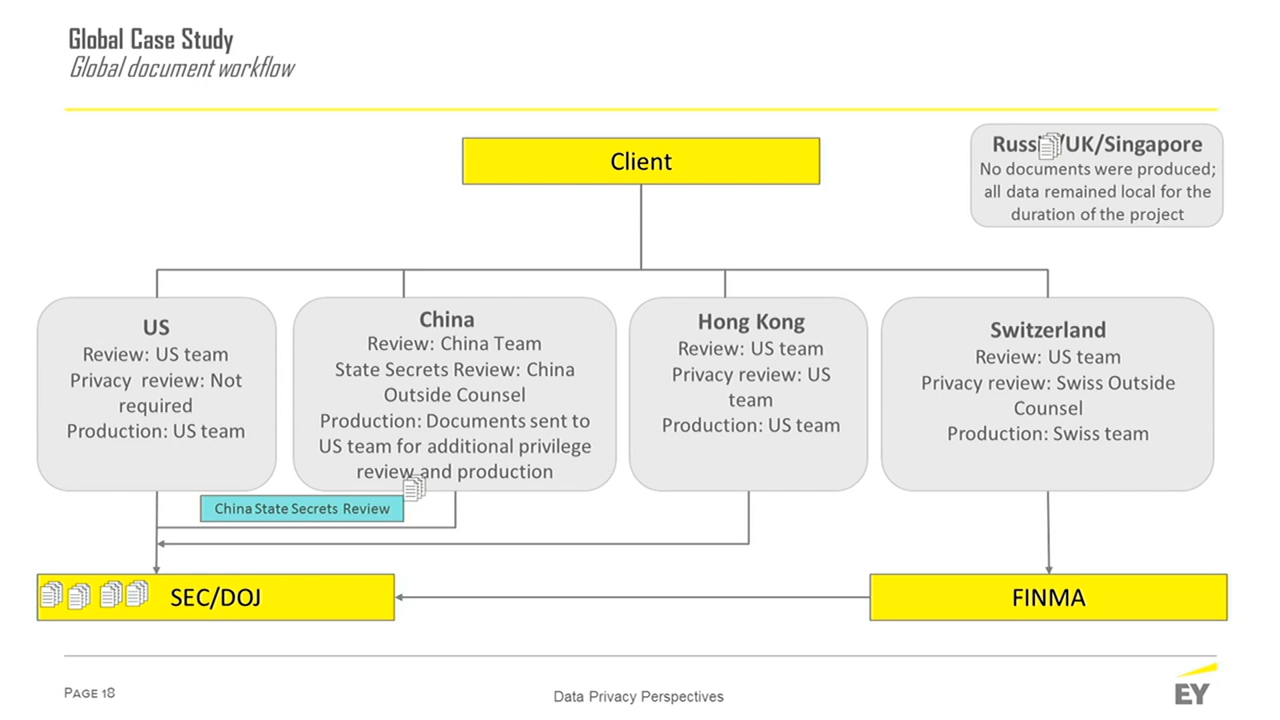 Global Case Study
Global document workflow
Client
Russia/UK/Singapore
No documents were produced;
all data remained local for the
duration of the project
US
Review: US team
Privacy review: Not
required
Production: US team
China
Review: China Team
State Secrets Review: China
Outside Counsel
Production: Documents sent to
US team for additional privilege
review and production
Hong Kong
Review: US team
Privacy review: US
team
Production: US team
Switzerland
Review: US team
Privacy review: Swiss Outside
Counsel
Production: Swiss team
China State Secrets Review
SEC/DOJ
FINMA
PAGE 18
Data Privacy Perspectives
EY